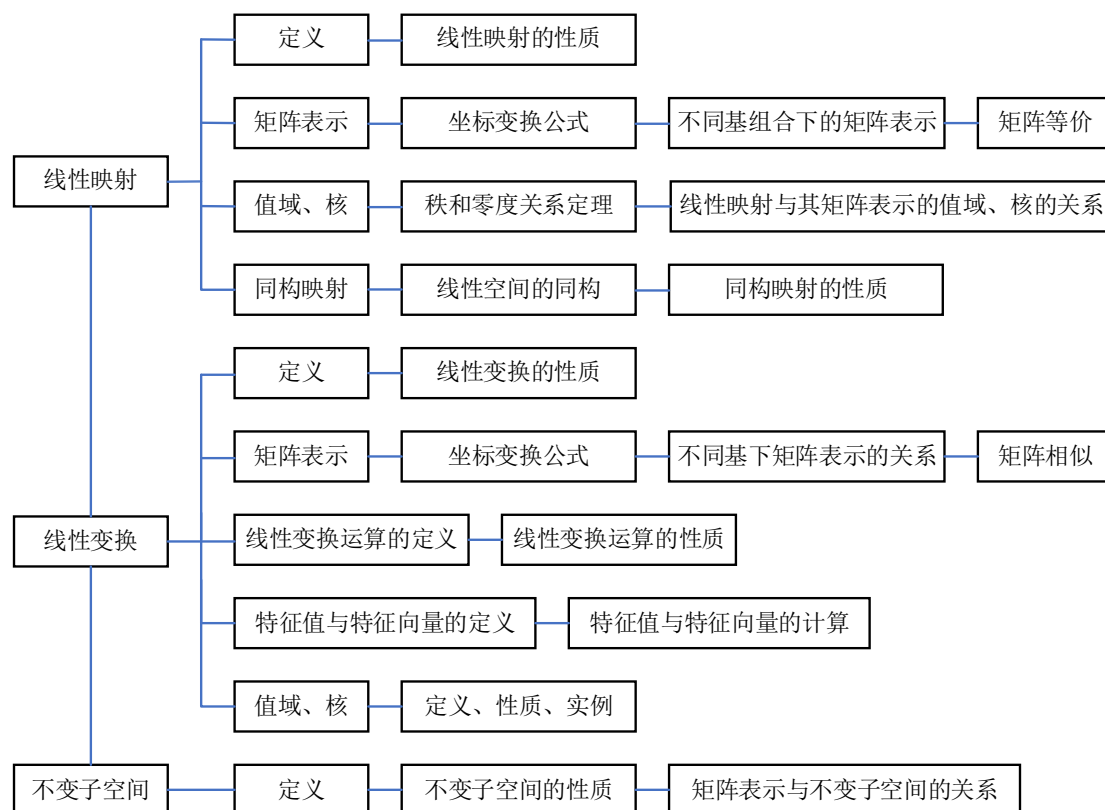 定义
线性映射的性质
矩阵表示
坐标变换公式
不同基组合下的矩阵表示
矩阵等价
线性映射
值域、核
秩和零度关系定理
线性映射与其矩阵表示的值域、核的关系
同构映射
线性空间的同构
同构映射的性质
定义
线性变换的性质
矩阵表示
坐标变换公式
不同基下矩阵表示的关系
矩阵相似
线性变换
线性变换运算的定义
线性变换运算的性质
特征值与特征向量的定义
特征值与特征向量的计算
值域、核
定义、性质、实例
不变子空间
定义
不变子空间的性质
矩阵表示与不变子空间的关系